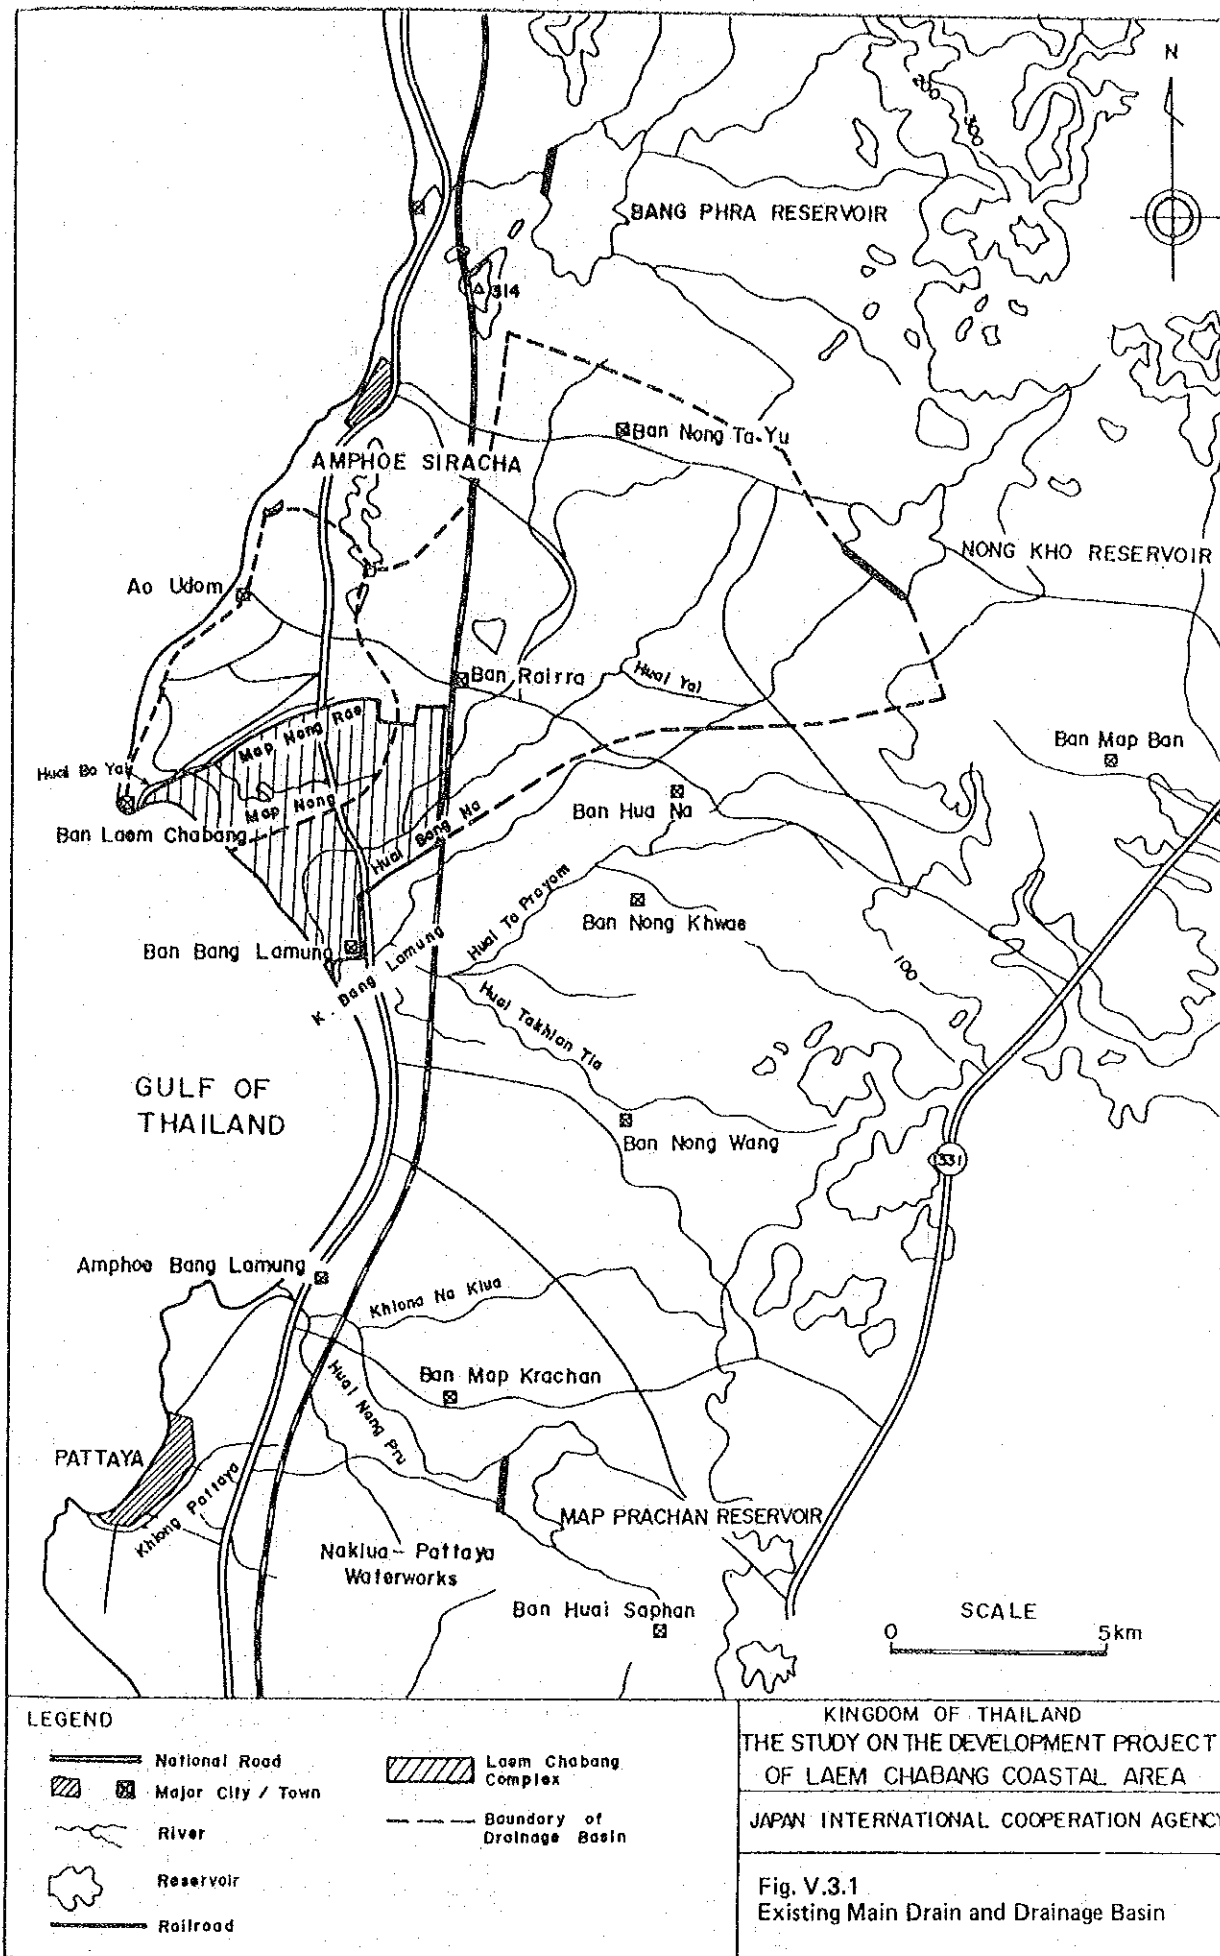 N
200
300
BANG PHRA RESERVOIR
314
Ban Nong Ta-Yu
AMPHOE SIRACHA
NONG KHO RESERVOIR
Ao Udom
Ban Rairra
Huai Yai
Map Nong Rae
Ban Map Ban
Huai Bo Yai
Map Nong
Ban Hua Na
Ban Laem Chabang
Huai Bang Ma
Huai Ta Prayom
Ban Nong Khwae
Ban Bang Lamung
K. Bang Lamung
100
Huai Takhian Tia
GULF OF
THAILAND
Ban Nong Wang
1331
Amphoe Bang Lamung
Khlong Na Klua
Ban Map Krachan
Huai Nong Pru
PATTAYA
Khlong Pattaya
MAP PRACHAN RESERVOIR
Naklua - Pattaya
Waterworks
Ban Huai Saphan
SCALE
0 5km
LEGEND
National Road
Major City / Town
River
Reservoir
Railroad
Laem Chabang
Complex
Boundary of
Drainage Basin
KINGDOM OF THAILAND
THE STUDY ON THE DEVELOPMENT PROJECT
OF LAEM CHABANG COASTAL AREA
JAPAN INTERNATIONAL COOPERATION AGENCY
Fig. V.3.1
Existing Main Drain and Drainage Basin